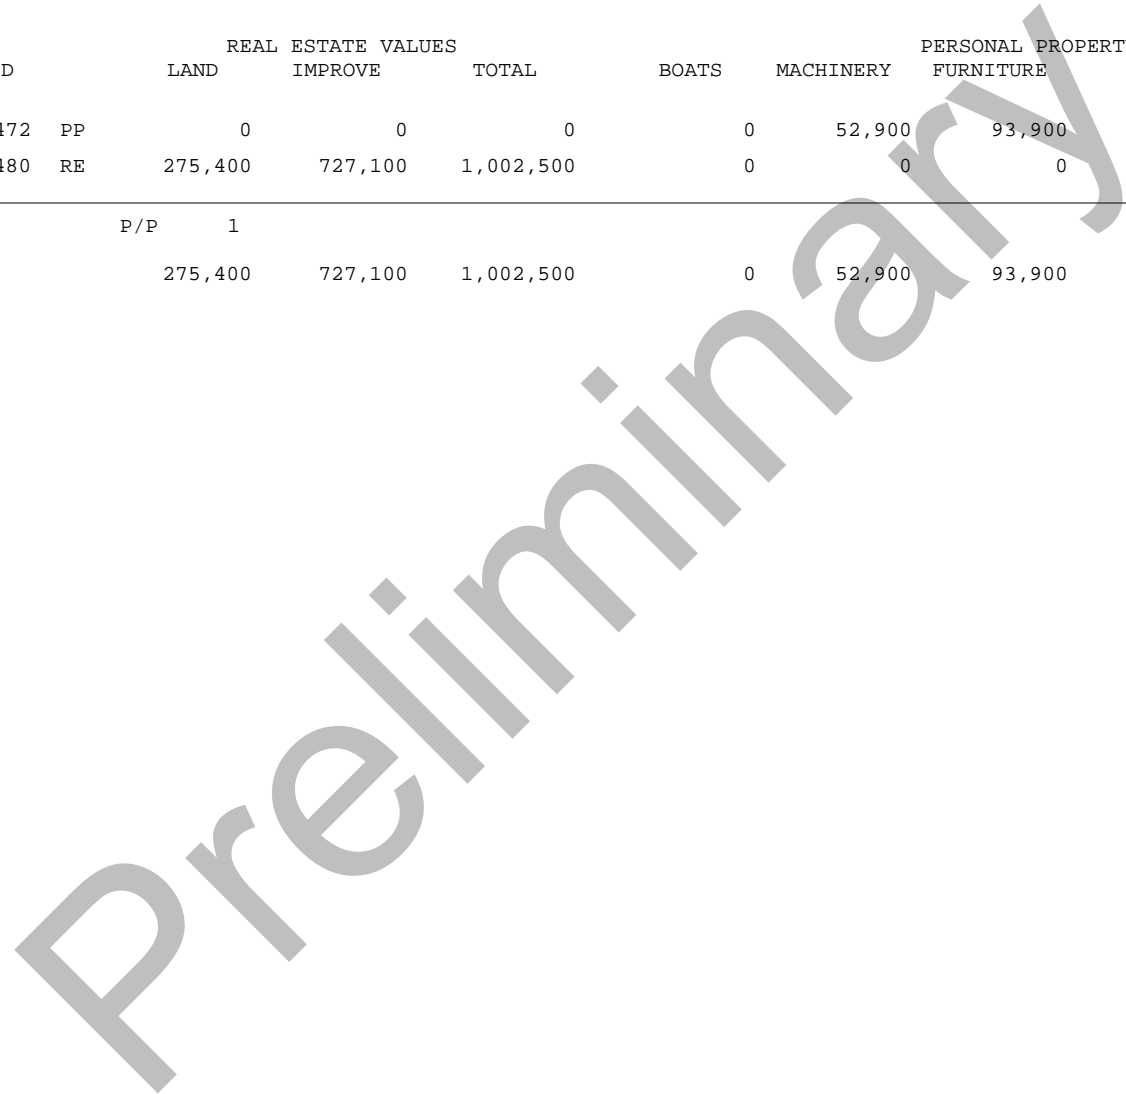 REAL ESTATE VALUES PERSONAL PROPERT
D LAND IMPROVE TOTAL BOATS MACHINERY FURNITURE
472 PP 0 0 0 0 52,900 93,900
480 RE 275,400 727,100 1,002,500 0 0 0
P/P 1
275,400 727,100 1,002,500 0 52,900 93,900
Preliminary